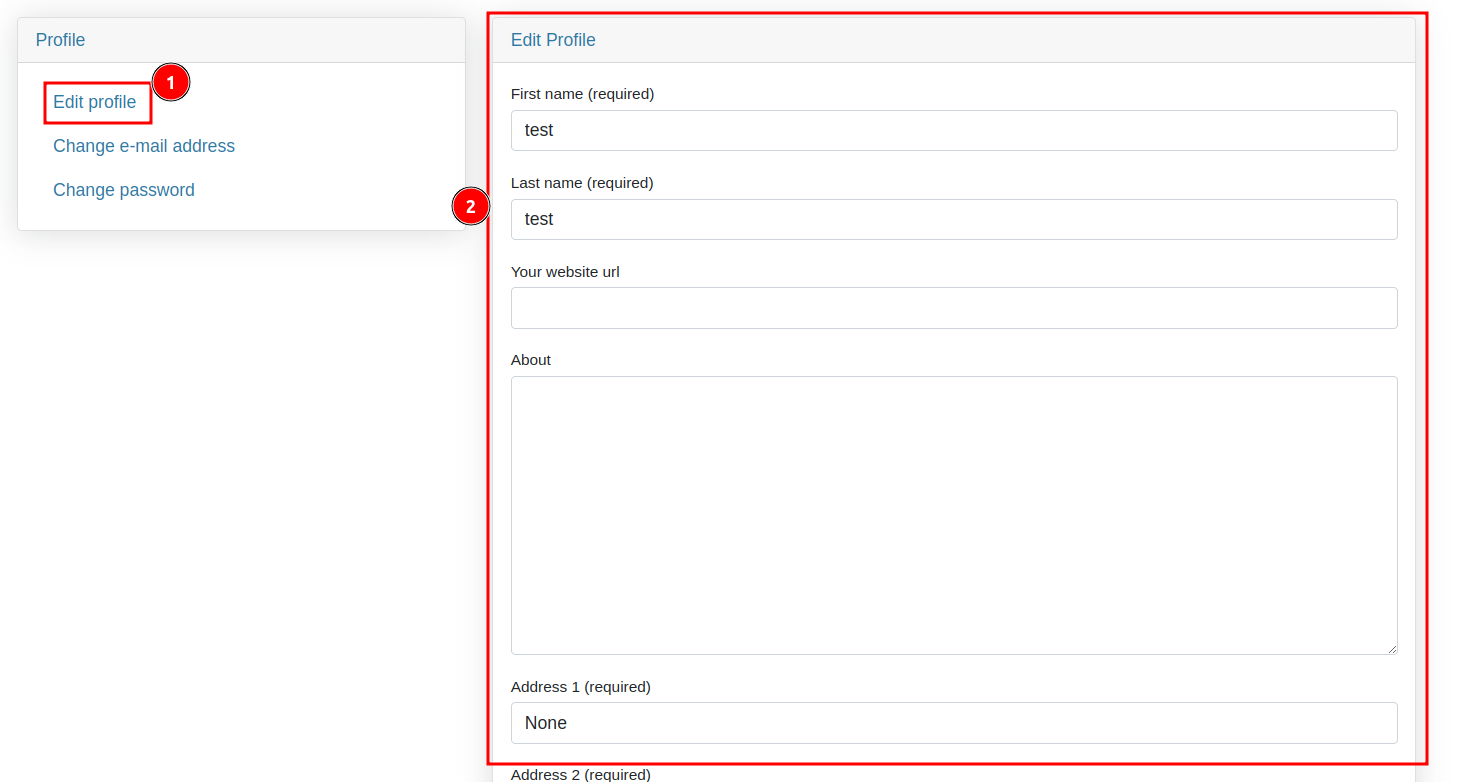 Profile
Edit profile
1
Change e-mail address
Change password
2
Edit Profile
First name (required)
test
Last name (required)
test
Your website url
About
Address 1 (required)
None
Address 2 (required)